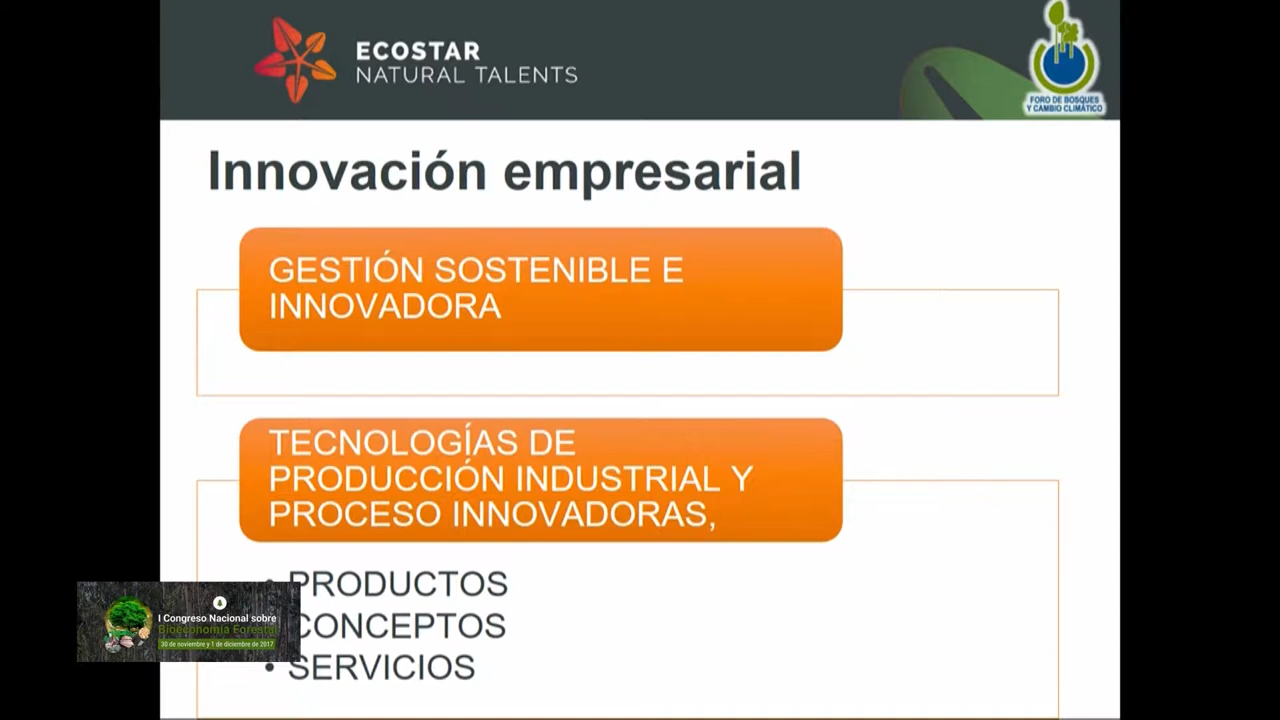 ECOSTAR
NATURAL TALENTS
FORO DE BOSQUES
Y CAMBIO CLIMÁTICO
Innovación empresarial
GESTIÓN SOSTENIBLE E
INNOVADORA
TECNOLOGÍAS DE
PRODUCCIÓN INDUSTRIAL Y
PROCESO INNOVADORAS,
• PRODUCTOS
CONCEPTOS
• SERVICIOS
I Congreso Nacional sobre
Bioeconomía Forestal
30 de noviembre y 1 de diciembre de 2017